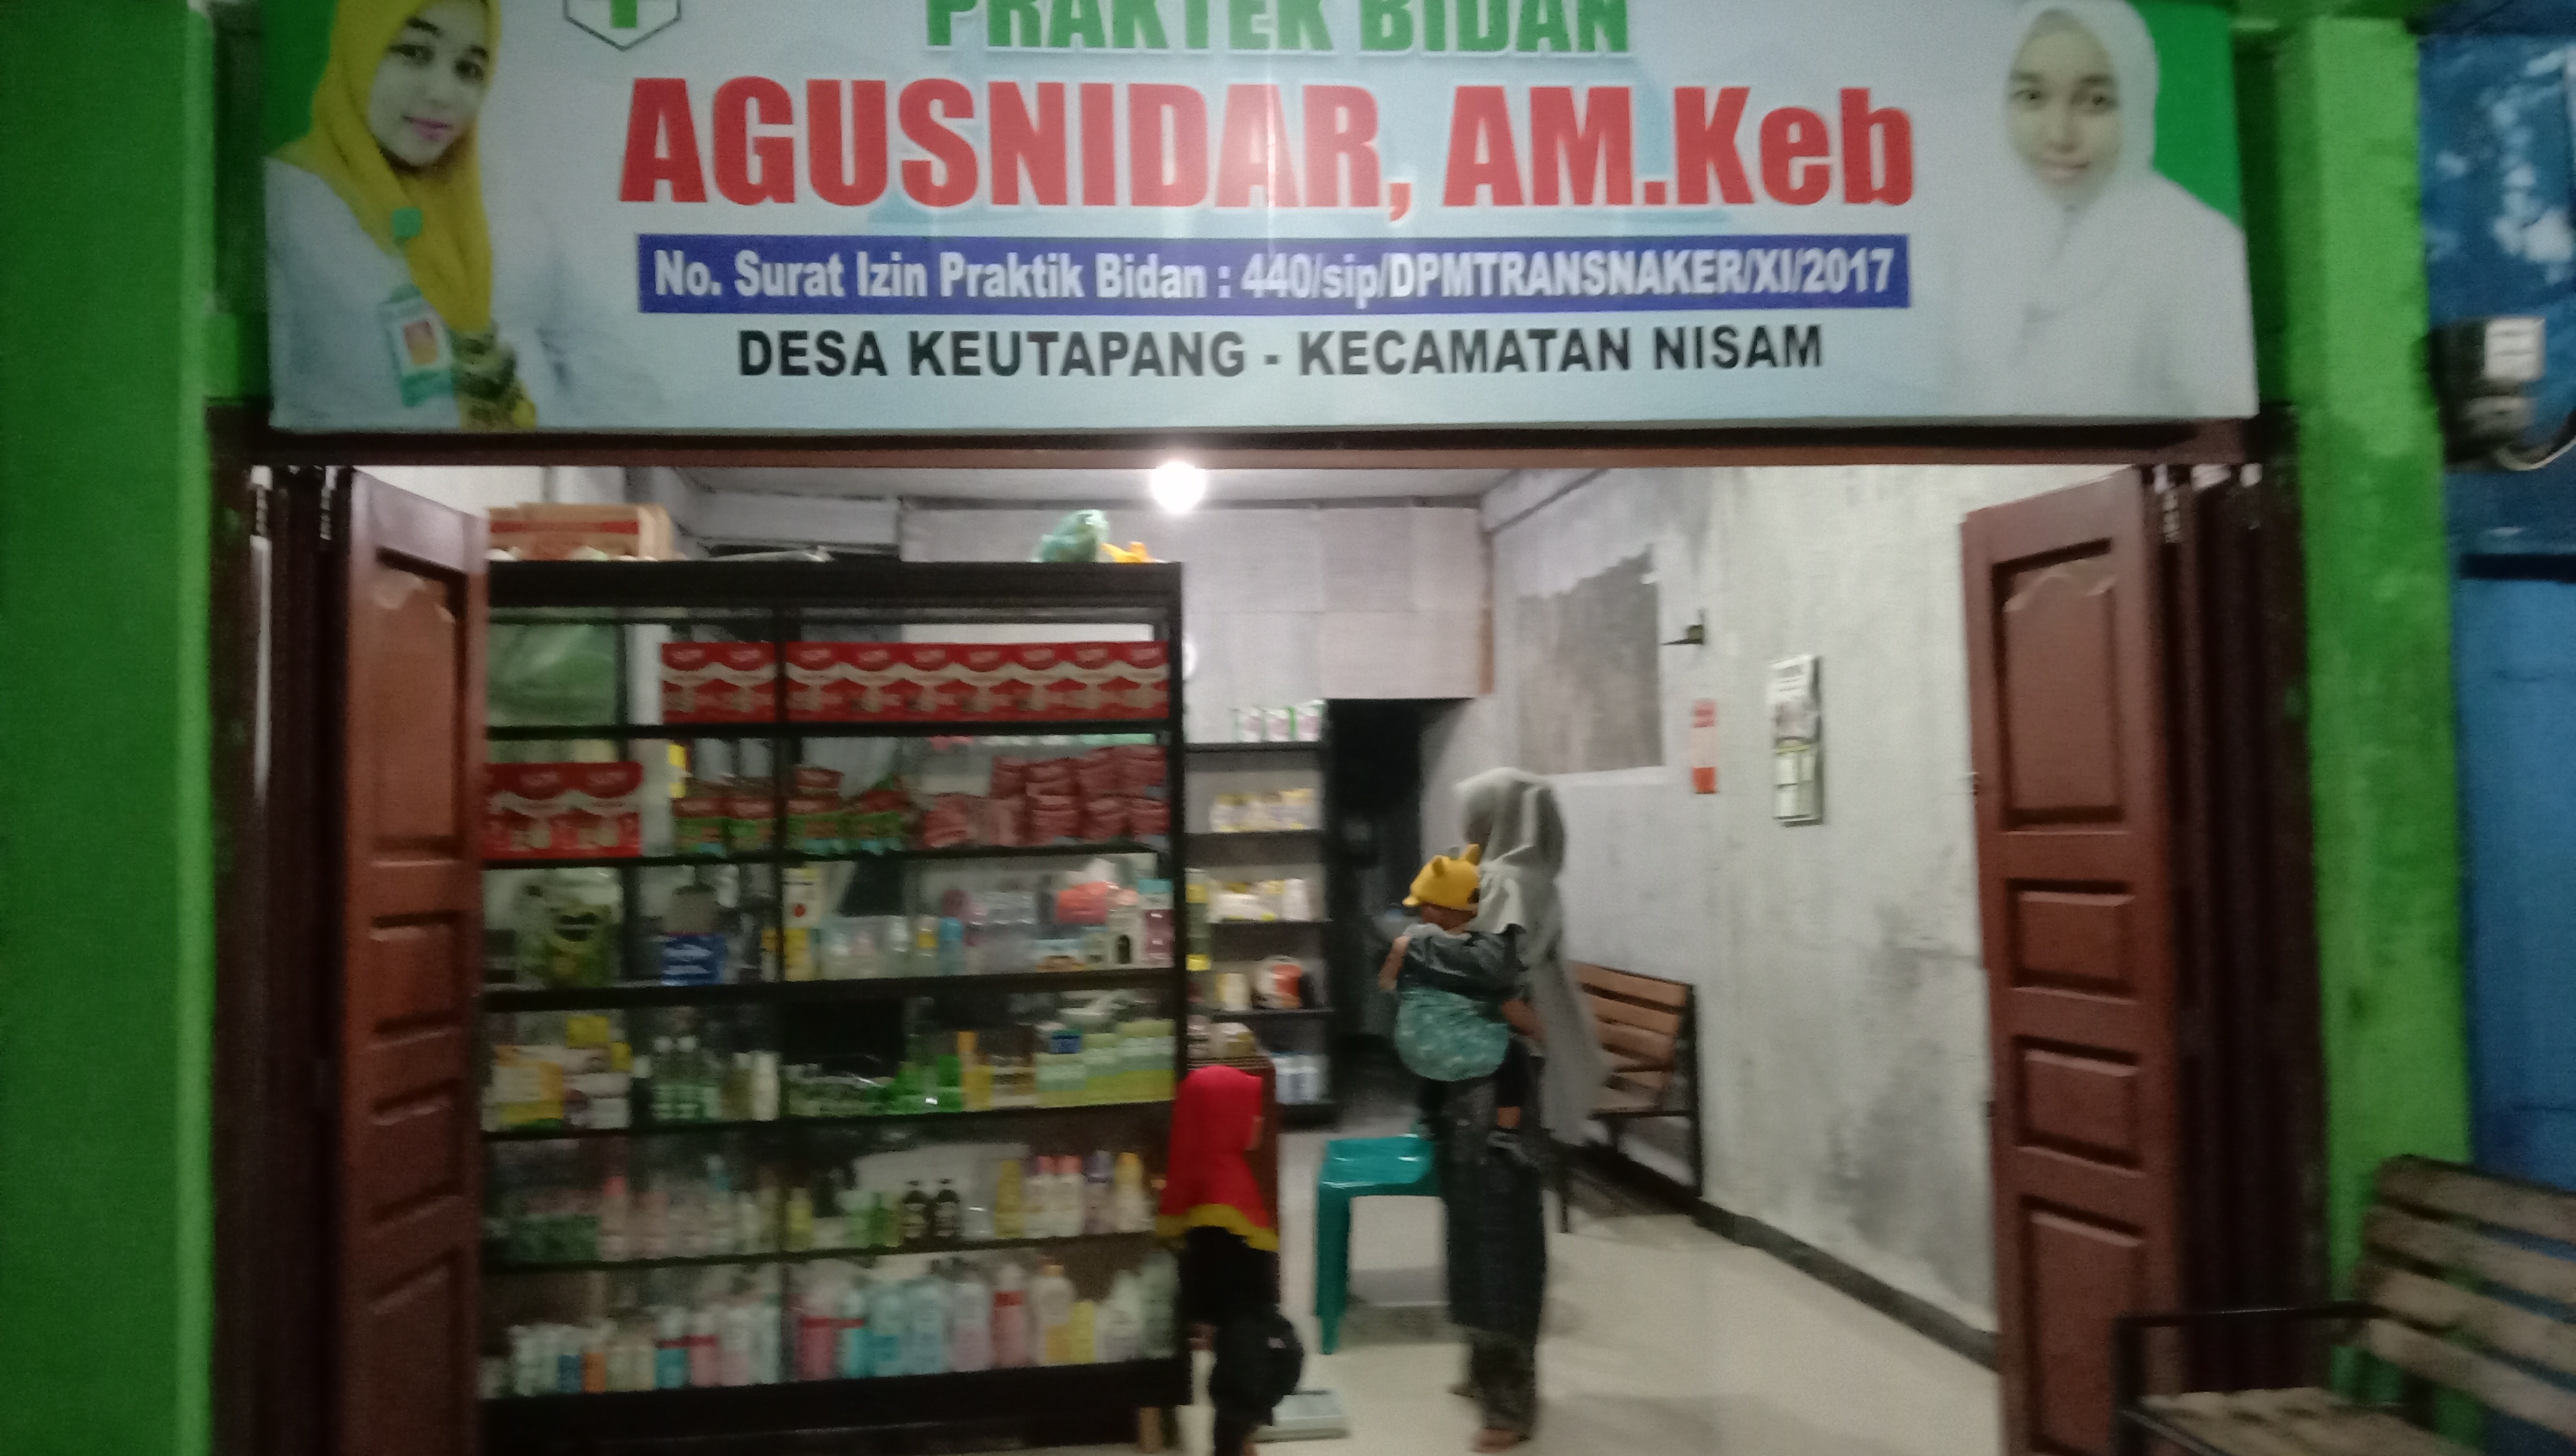 PRAKTEK BIDAN
AGUSNIDAR, AM.Keb
No. Surat Izin Praktik Bidan : 440/sip/DPMTRANSNAKER/XI/2017
DESA KEUTAPANG - KECAMATAN NISAM